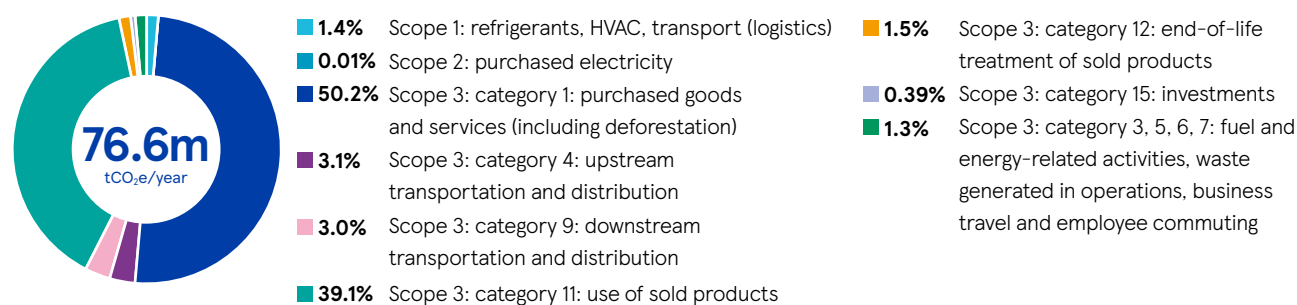 76.6m
tCO₂e/year
1.4% Scope 1: refrigerants, HVAC, transport (logistics)
0.01% Scope 2: purchased electricity
50.2% Scope 3: category 1: purchased goods
and services (including deforestation)
3.1% Scope 3: category 4: upstream
transportation and distribution
3.0% Scope 3: category 9: downstream
transportation and distribution
39.1% Scope 3: category 11: use of sold products
1.5% Scope 3: category 12: end-of-life
treatment of sold products
0.39% Scope 3: category 15: investments
1.3% Scope 3: category 3, 5, 6, 7: fuel and
energy-related activities, waste
generated in operations, business
travel and employee commuting